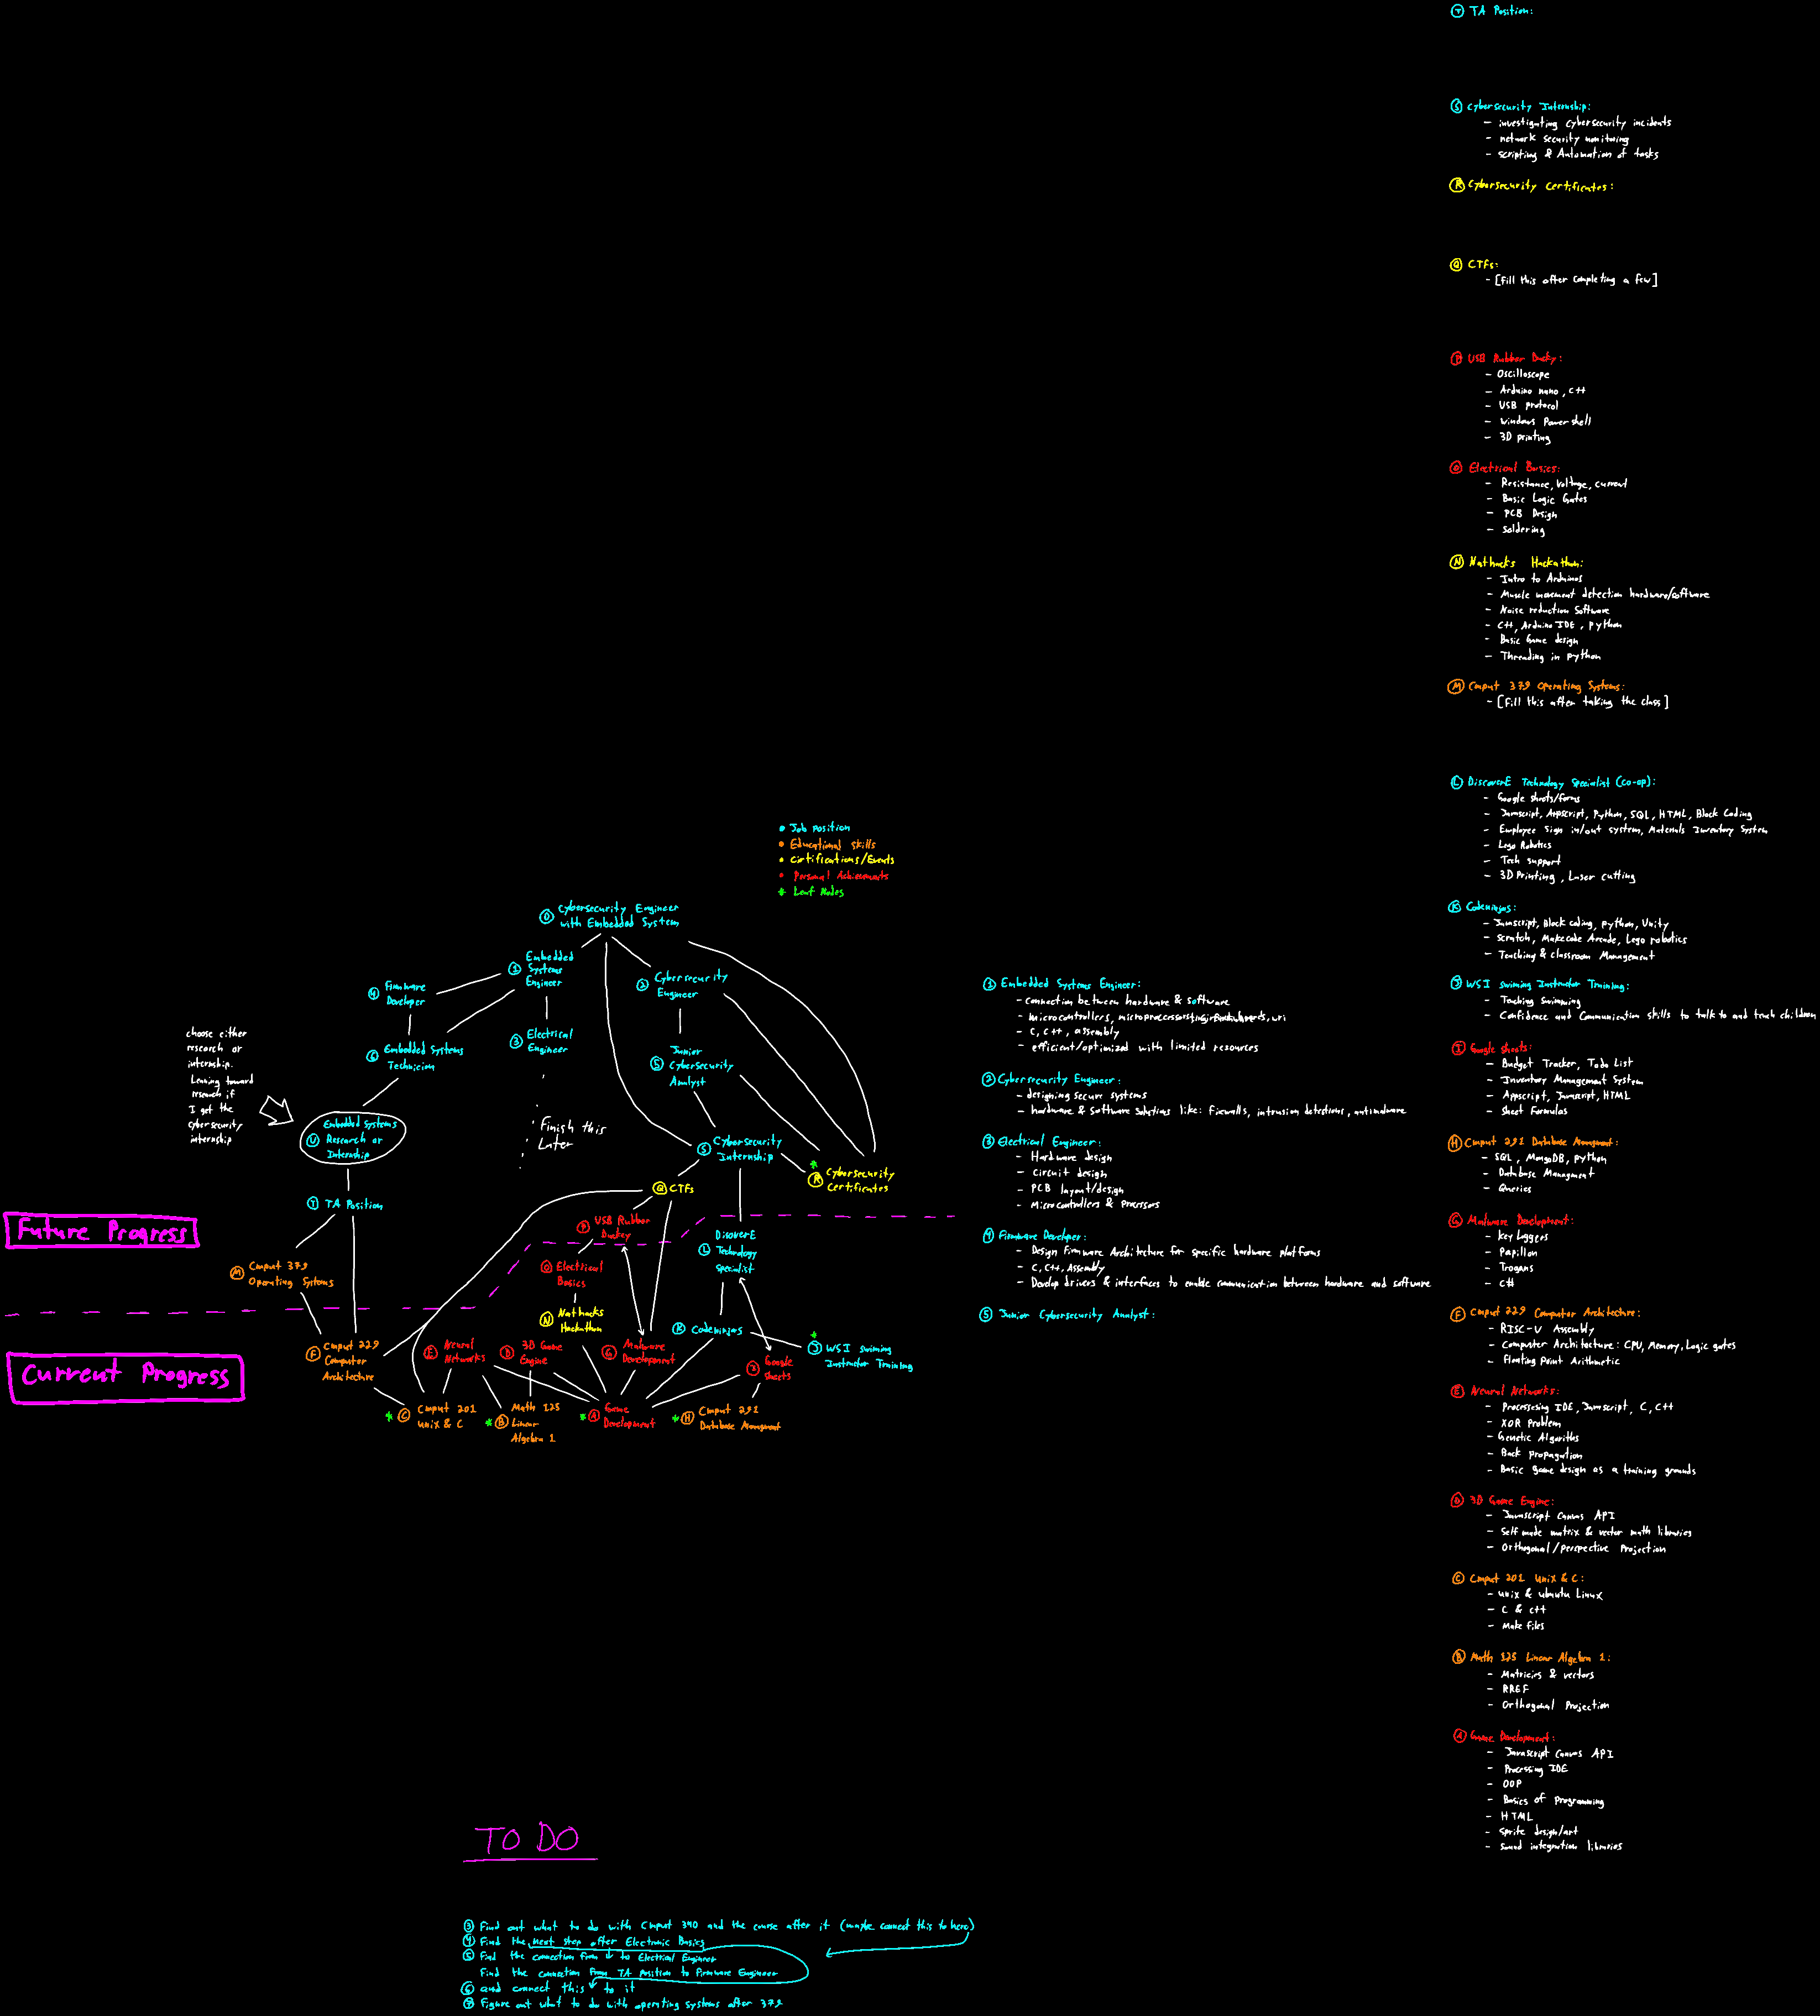 Ⓣ TA Position:
Ⓢ Cybersecurity Internship:
- investigating cybersecurity incidents
- network security monitoring
- scripting & Automation of tasks
Ⓡ Cybersecurity Certificates:
Ⓠ CTFs:
- [Fill this after completing a few]
Ⓟ USB Rubber Ducky:
- Oscilloscope
- Arduino nano, C++
- USB protocol
- Windows Powershell
- 3D printing
Ⓞ Electrical Basics:
- Resistance, Voltage, current
- Basic Logic Gates
- PCB Design
- Soldering
Ⓝ Nathacks Hackathon:
- Intro to Arduinos
- Muscle movement detection hardware/software
- Noise reduction Software
- C++, Arduino IDE, python
- Basic Game design
- Threading in python
Ⓜ Cmput 379 Operating Systems:
- [Fill this after taking the class]
Ⓛ DiscoverE Technology Specialist (co-op):
- Google sheets/forms
- Javascript, Appscript, Python, SQL, HTML, Block Coding
- Employee Sign in/out system, Materials Inventory System
- Lego Robotics
- Tech support
- 3D Printing, Laser cutting
Ⓚ Codeninjas:
- Javascript, Block coding, python, Unity
- Scratch, Makecode Arcade, Lego robotics
- Teaching & classroom Management
Ⓙ WSI swiming Instructor Training:
- Teaching Swimming
- Confidence and Communication skills to talk to and teach children
Ⓘ Google sheets:
- Budget Tracker, Todo List
- Inventory Management System
- Appscript, Javascript, HTML
- Sheet Formulas
Ⓗ Cmput 291 Database Managment:
- SQL, MongoDB, python
- Database Managment
- Queries
Ⓖ Malware Development:
- key loggers
- Papillon
- Trogans
- C#
Ⓕ Cmput 229 Computer Architecture:
- RISC-V Assembly
- Computer Architecture: CPU, Memory, Logic gates
- Floating Point Arithmetic
Ⓔ Neural Networks:
- Processing IDE, Javascript, C, C++
- XOR Problem
- Genetic Algoriths
- Back propagation
- Basic game design as a training grounds
Ⓓ 3D Game Engine:
- Javascript Canvas API
- Self made matrix & vector math libraries
- Orthogonal/perspective Projection
Ⓒ Cmput 201 Unix & C:
- Unix & ubuntu Linux
- C & C++
- Make files
Ⓑ Math 125 Linear Algebra 1:
- Matricies & vectors
- RREF
- Orthogonal Projection
Ⓐ Game Development:
- Javascript Canvas API
- Processing IDE
- OOP
- Basics of Programming
- HTML
- Sprite design/art
- Sound integration libraries
• Job position
• Educational skills
• Certifications/Events
• Personal Achievements
* Leaf Nodes
⓪ Cybersecurity Engineer
with Embedded System
① Embedded
Systems
Engineer
② Cybersecurity
Engineer
④ Firmware
Developer
③ Electrical
Engineer
⑥ Embedded Systems
Technician
⑤ Junior
Cybersecurity
Analyst
choose either
research or
internship.
Leaning toward
research if
I get the
cybersecurity
internship
Finish this
Later
Ⓤ Embedded Systems
Research or
Internship
Ⓢ Cybersecurity
Internship
* Ⓡ Cybersecurity
Certificates
Ⓣ TA Position
Ⓠ CTFs
Future Progress
Ⓟ USB Rubber
Duckey
Ⓛ DiscoverE
Technology
Specialist
Ⓜ Cmput 379
Operating Systems
Ⓞ Electrical
Basics
Ⓝ Nathacks
Hackathon
Current Progress
Ⓕ Cmput 229
Computer
Architecture
Ⓔ Neural
Networks
Ⓓ 3D Game
Engine
Ⓖ Malware
Development
Ⓚ Codeninjas
Ⓘ Google
Sheets
* Ⓙ WSI swiming
Instructor Training
* Ⓒ Cmput 201
Unix & C
* Ⓑ Math 125
Linear
Algebra 1
* Ⓐ Game
Development
* Ⓗ Cmput 291
Database Managment
① Embedded Systems Engineer:
- connection between hardware & software
- microcontrollers, microprocessors
- C, C++, assembly
- efficient/optimized with limited resources
② Cybersecurity Engineer:
- designing secure systems
- hardware & Software solutions like: Firewalls, intrusion detections, antimalware
③ Electrical Engineer:
- Hardware design
- Circuit design
- PCB layout/design
- Microcontrollers & Processors
④ Firmware Developer:
- Design Firmware Architecture for specific hardware platforms
- C, C++, Assembly
- Develop drivers & interfaces to enable communication between hardware and software
⑤ Junior Cybersecurity Analyst:
TO DO
③ Find out what to do with Cmput 340 and the course after it (maybe connect this to here)
④ Find the next step after Electronic Basics
⑤ Find the connection from ↓ to Electrical Engineer
Find the connection from TA position to Firmware Engineer
⑥ and connect this to it
⑦ Figure out what to do with operating systems after 379